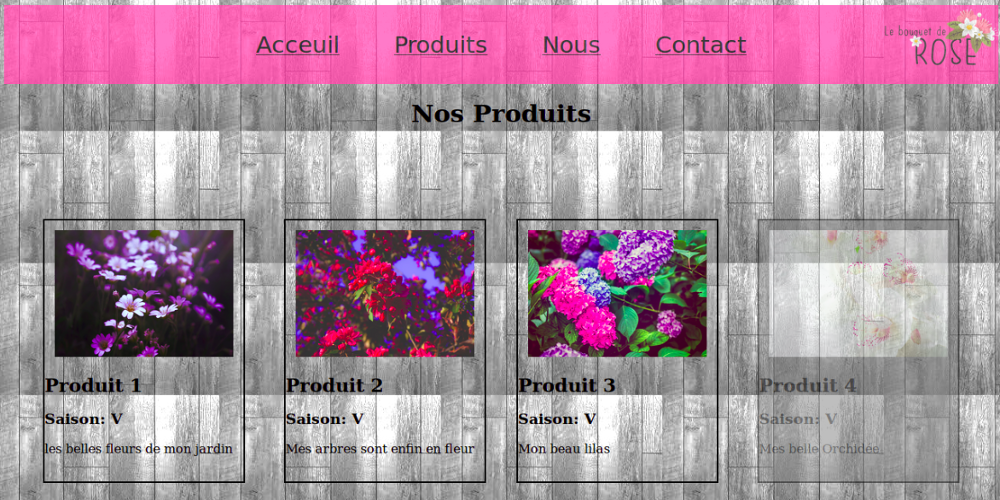 Acceuil Produits Nous Contact
Le bouquet de
ROSE
Nos Produits
Produit 1
Saison: V
les belles fleurs de mon jardin
Produit 2
Saison: V
Mes arbres sont enfin en fleur
Produit 3
Saison: V
Mon beau lilas
Produit 4
Saison: V
Mes belle Orchidée